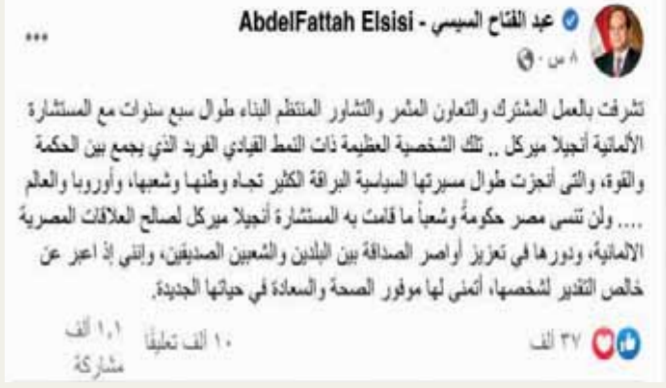 عبد الفتاح السيسي - AbdelFattah Elsisi
٨ س ·
تشرفت بالعمل المشترك والتعاون المثمر والتشاور المنتظم البناء طوال سبع سنوات مع المستشارة
الألمانية أنجيلا ميركل .. تلك الشخصية العظيمة ذات النمط القيادي الفريد الذي يجمع بين الحكمة
والقوة، والتى أنجزت طوال مسيرتها السياسية البراقة الكثير تجاه وطنها وشعبها، وأوروبا والعالم
.... ولن تنسى مصر حكومةً وشعباً ما قامت به المستشارة أنجيلا ميركل لصالح العلاقات المصرية
الالمانية، ودورها في تعزيز أواصر الصداقة بين البلدين والشعبين الصديقين، وإنني إذ اعبر عن
خالص التقدير لشخصها، أتمنى لها موفور الصحة والسعادة في حياتها الجديدة.
٣٧ ألف
١٠ ألف تعليقًا
١,١ ألف
مشاركة